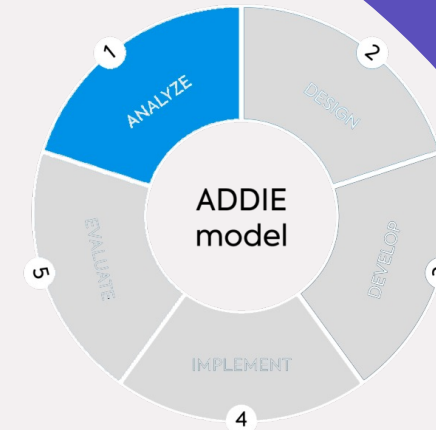 1
ANALYZE
2
DESIGN
DEVELOP
4
IMPLEMENT
5
EVALUATE
ADDIE
model